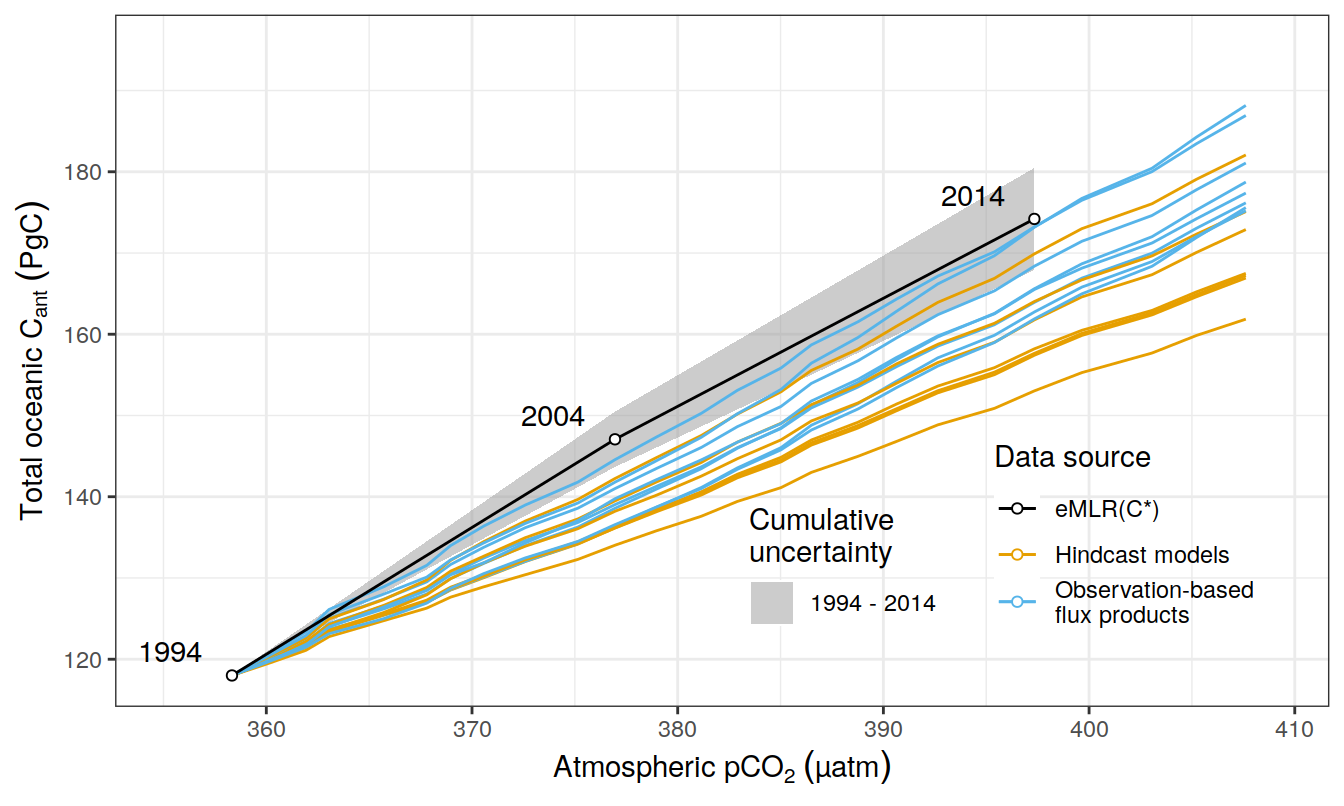 Total oceanic Cant (PgC)
180
160
140
120
2014
2004
1994
Data source
eMLR(C*)
Hindcast models
Observation-based
flux products
Cumulative
uncertainty
1994 - 2014
360
370
380
390
400
410
Atmospheric pCO2 (µatm)